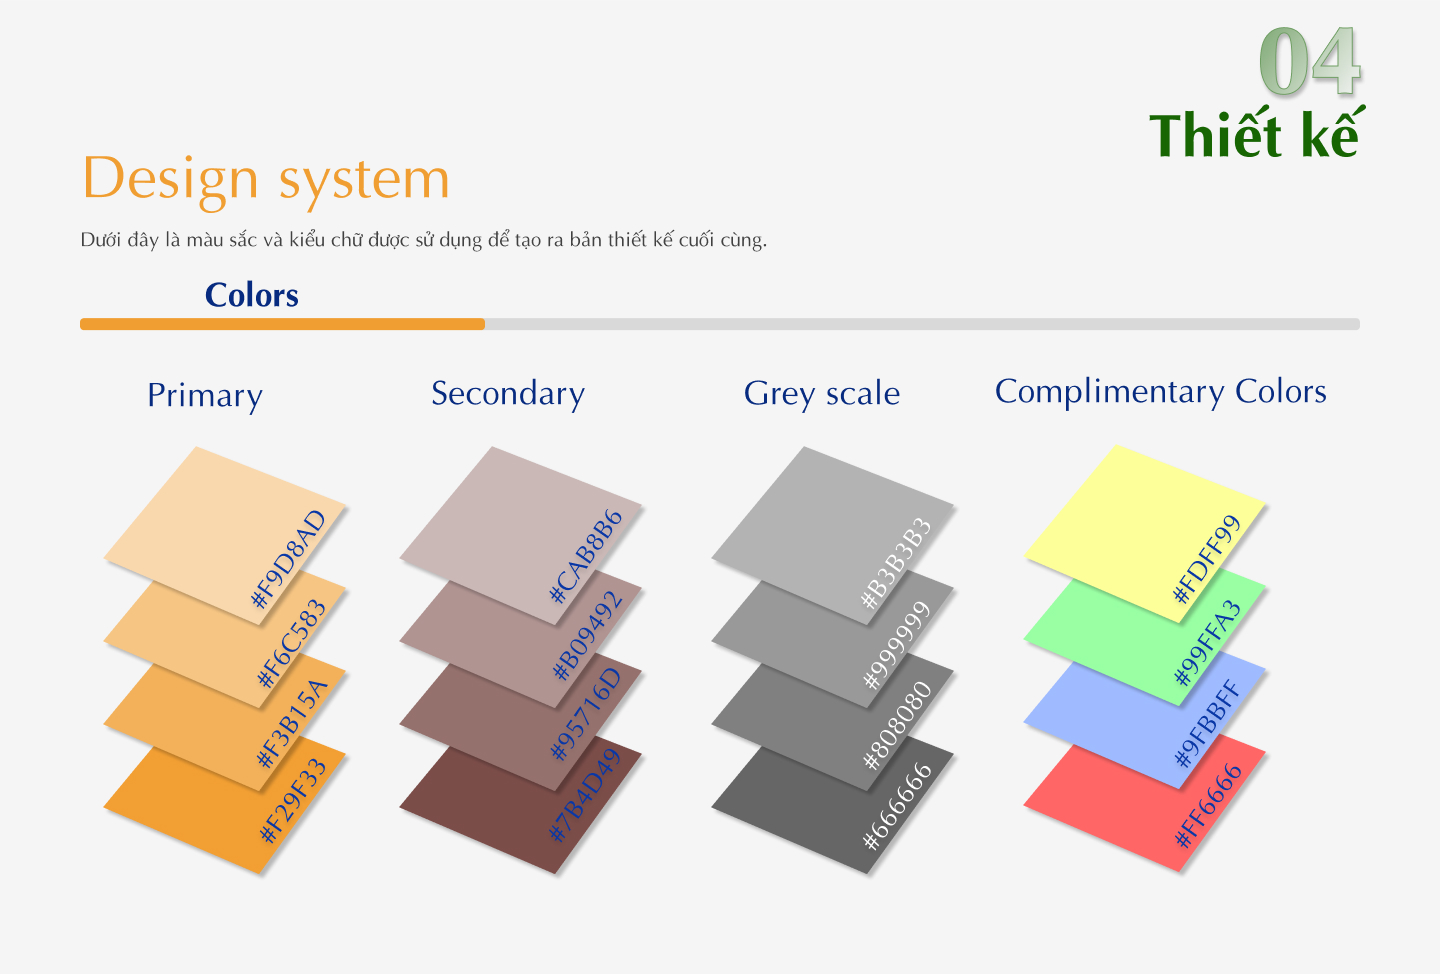 04
Thiết kế
Design system
Dưới đây là màu sắc và kiểu chữ được sử dụng để tạo ra bản thiết kế cuối cùng.
Colors
Primary
#F9D8AD
#F6C583
#F3B15A
#F29F33
Secondary
#CAB8B6
#B09492
#95716D
#7B4D49
Grey scale
#B3B3B3
#999999
#808080
#666666
Complimentary Colors
#FDFF99
#99FFA3
#9FBBFF
#FF6666